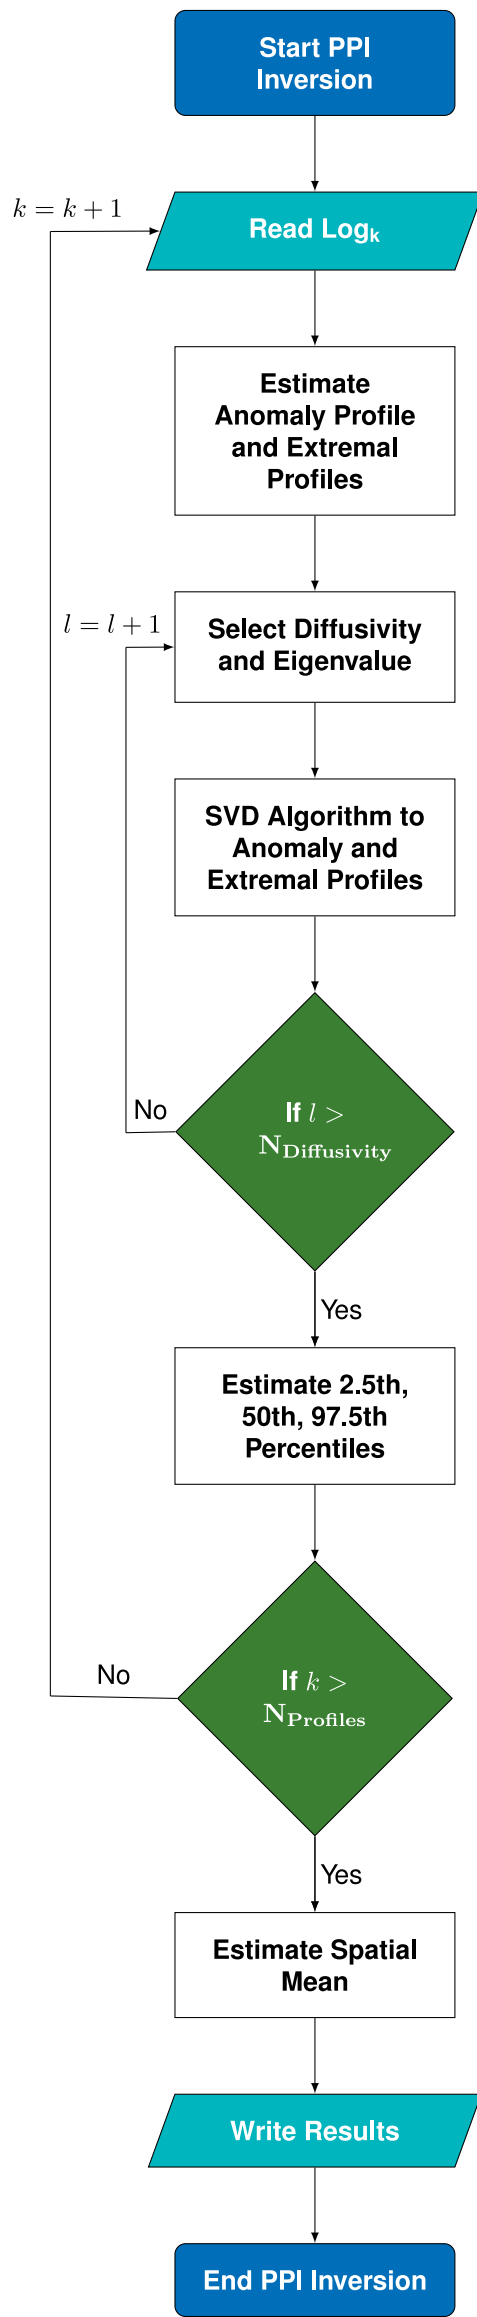 Start PPI
Inversion
k = k + 1
Read Logₖ
Estimate
Anomaly Profile
and Extremal
Profiles
l = l + 1
Select Diffusivity
and Eigenvalue
SVD Algorithm to
Anomaly and
Extremal Profiles
No
If l >
N_Diffusivity
Yes
Estimate 2.5th,
50th, 97.5th
Percentiles
No
If k >
N_Profiles
Yes
Estimate Spatial
Mean
Write Results
End PPI Inversion